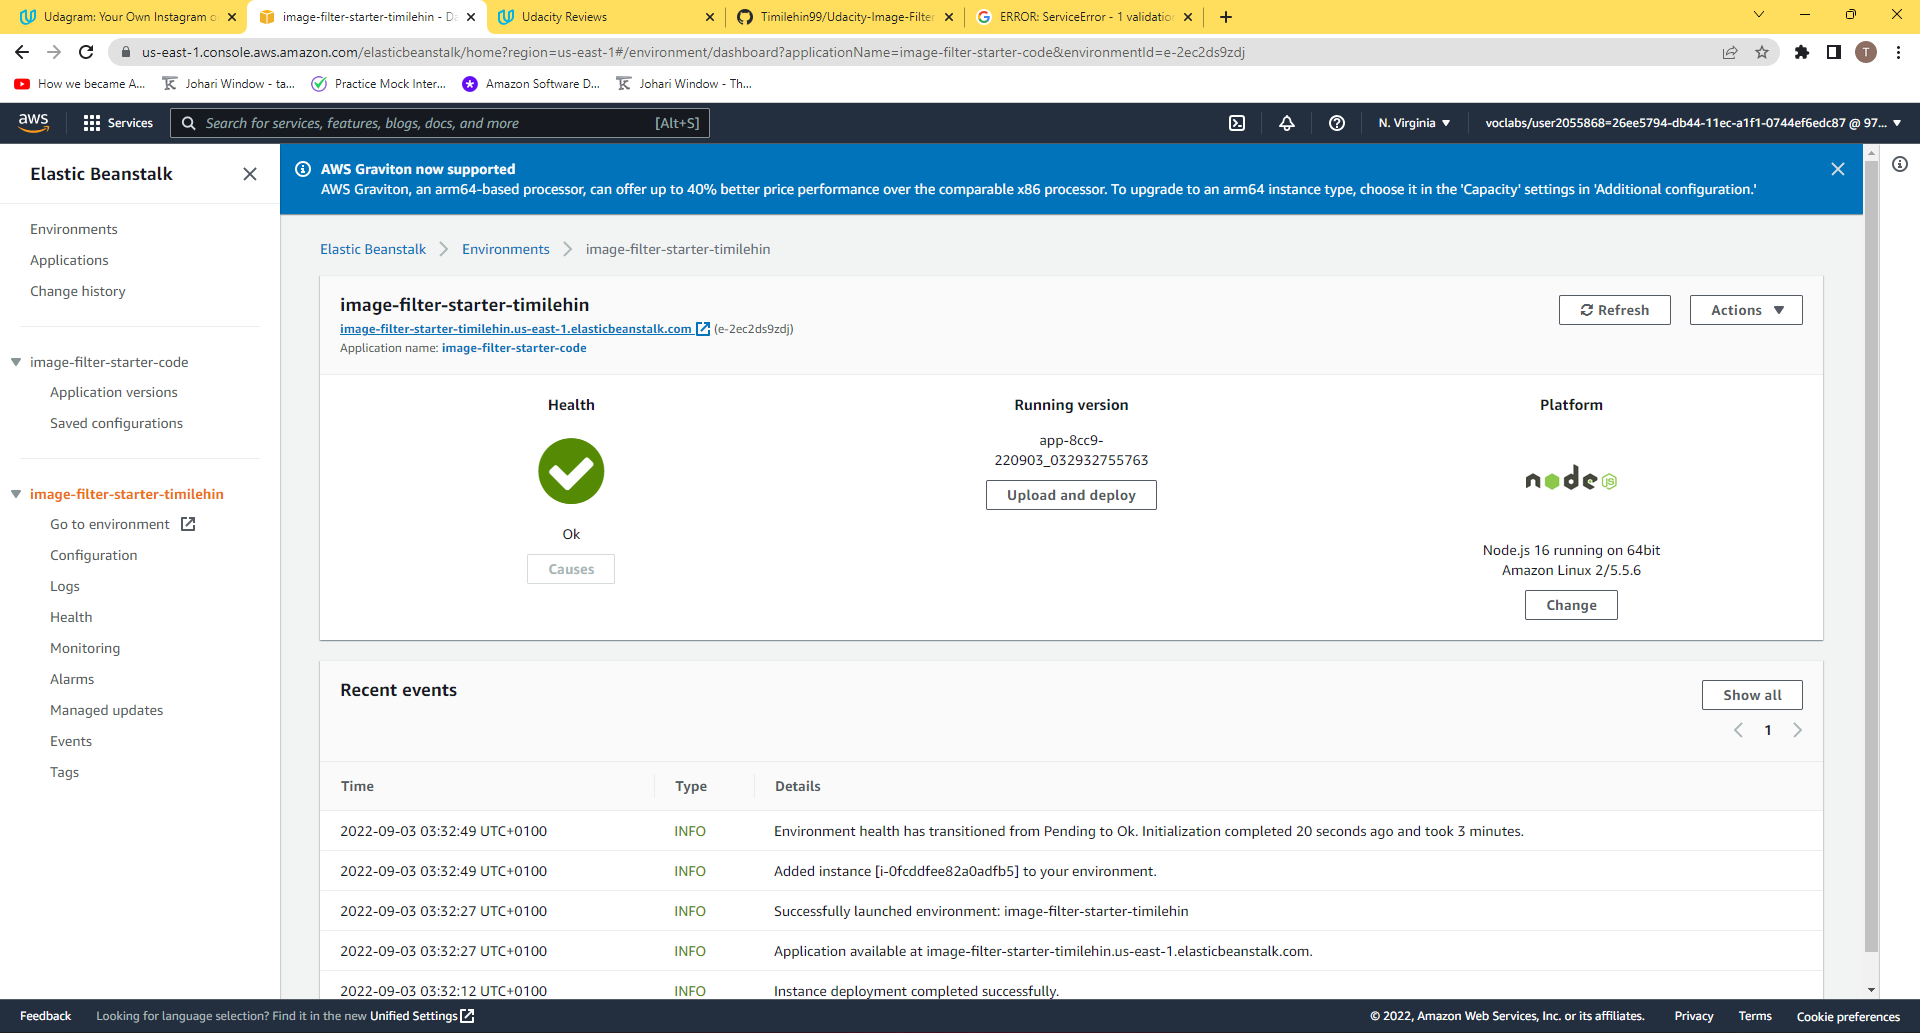 Udagram: Your Own Instagram o
image-filter-starter-timilehin - Da
Udacity Reviews
Timilehin99/Udacity-Image-Filter
ERROR: ServiceError - 1 validatio
us-east-1.console.aws.amazon.com/elasticbeanstalk/home?region=us-east-1#/environment/dashboard?applicationName=image-filter-starter-code&environmentId=e-2ec2ds9zdj
T
How we became A...
Johari Window - ta...
Practice Mock Inter...
Amazon Software D...
Johari Window - Th...
aws
Services
Search for services, features, blogs, docs, and more
[Alt+S]
N. Virginia
voclabs/user2055868=26ee5794-db44-11ec-a1f1-0744ef6edc87 @ 97...
Elastic Beanstalk
Environments
Applications
Change history
image-filter-starter-code
Application versions
Saved configurations
image-filter-starter-timilehin
Go to environment
Configuration
Logs
Health
Monitoring
Alarms
Managed updates
Events
Tags
AWS Graviton now supported
AWS Graviton, an arm64-based processor, can offer up to 40% better price performance over the comparable x86 processor. To upgrade to an arm64 instance type, choose it in the 'Capacity' settings in 'Additional configuration.'
Elastic Beanstalk
Environments
image-filter-starter-timilehin
image-filter-starter-timilehin
image-filter-starter-timilehin.us-east-1.elasticbeanstalk.com (e-2ec2ds9zdj)
Application name: image-filter-starter-code
Refresh
Actions
Health
Ok
Causes
Running version
app-8cc9-
220903_032932755763
Upload and deploy
Platform
node JS
Node.js 16 running on 64bit
Amazon Linux 2/5.5.6
Change
Recent events
Show all
1
Time Type Details
2022-09-03 03:32:49 UTC+0100 INFO Environment health has transitioned from Pending to Ok. Initialization completed 20 seconds ago and took 3 minutes.
2022-09-03 03:32:49 UTC+0100 INFO Added instance [i-0fcddfee82a0adfb5] to your environment.
2022-09-03 03:32:27 UTC+0100 INFO Successfully launched environment: image-filter-starter-timilehin
2022-09-03 03:32:27 UTC+0100 INFO Application available at image-filter-starter-timilehin.us-east-1.elasticbeanstalk.com.
2022-09-03 03:32:12 UTC+0100 INFO Instance deployment completed successfully.
Feedback
Looking for language selection? Find it in the new Unified Settings
© 2022, Amazon Web Services, Inc. or its affiliates.
Privacy
Terms
Cookie preferences